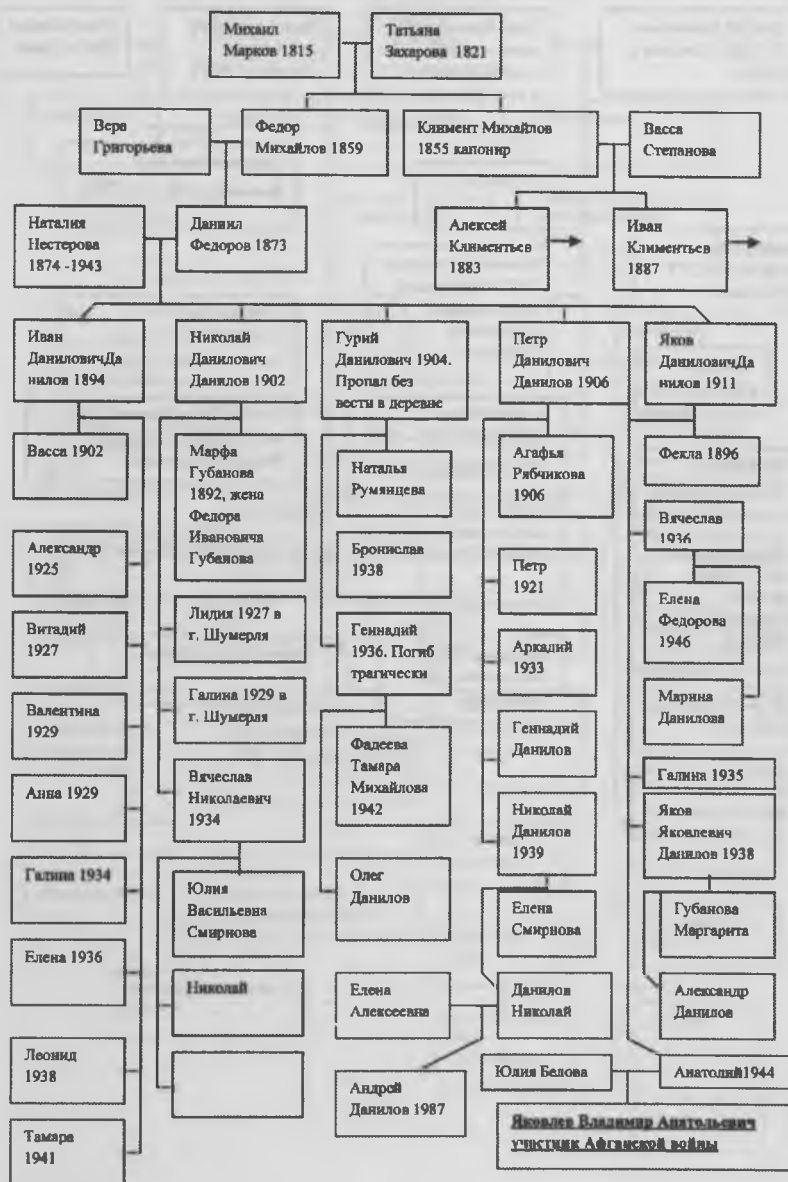 Михаил
Марков 1815
Татьяна
Захарова 1821
Вера
Григорьева
Федор
Михайлов 1859
Климент Михайлов
1855 капонир
Васса
Степанова
Наталия
Нестерова
1874 -1943
Даниил
Федоров 1873
Алексей
Климентьев
1883
Иван
Климентьев
1887
Иван
ДаниловичДа
нилов 1894
Николай
Данилович
Данилов 1902
Гурий
Данилович 1904.
Пропал без
вести в деревне
Петр
Данилович
Данилов 1906
Яков
ДаниловичДа
нилов 1911
Васса 1902
Марфа
Губанова
1892, жена
Федора
Ивановича
Губанова
Наталья
Румянцева
Агафья
Рябчикова
1906
Фекла 1896
Александр
1925
Бронислав
1938
Петр
1921
Вячеслав
1936
Витадий
1927
Лидия 1927 в
г. Шумерля
Геннадий
1936. Погиб
трагически
Аркадий
1933
Елена
Федорова
1946
Валентина
1929
Галина 1929 в
г. Шумерля
Фадеева
Тамара
Михайлова
1942
Геннадий
Данилов
Марина
Данилова
Анна 1929
Вячеслав
Николаевич
1934
Николай
Данилов
1939
Галина 1935
Яков
Яковлевич
Данилов 1938
Галина 1934
Юлия
Васильевна
Смирнова
Олег
Данилов
Елена
Смирнова
Губанова
Маргарита
Елена 1936
Николай
Елена
Алексеевна
Данилов
Николай
Александр
Данилов
Леонид
1938
Андрей
Данилов 1987
Юлия Белова
Анатолий1944
Тамара
1941
Яковлев Владимир Анатольевич
участник Афганской войны